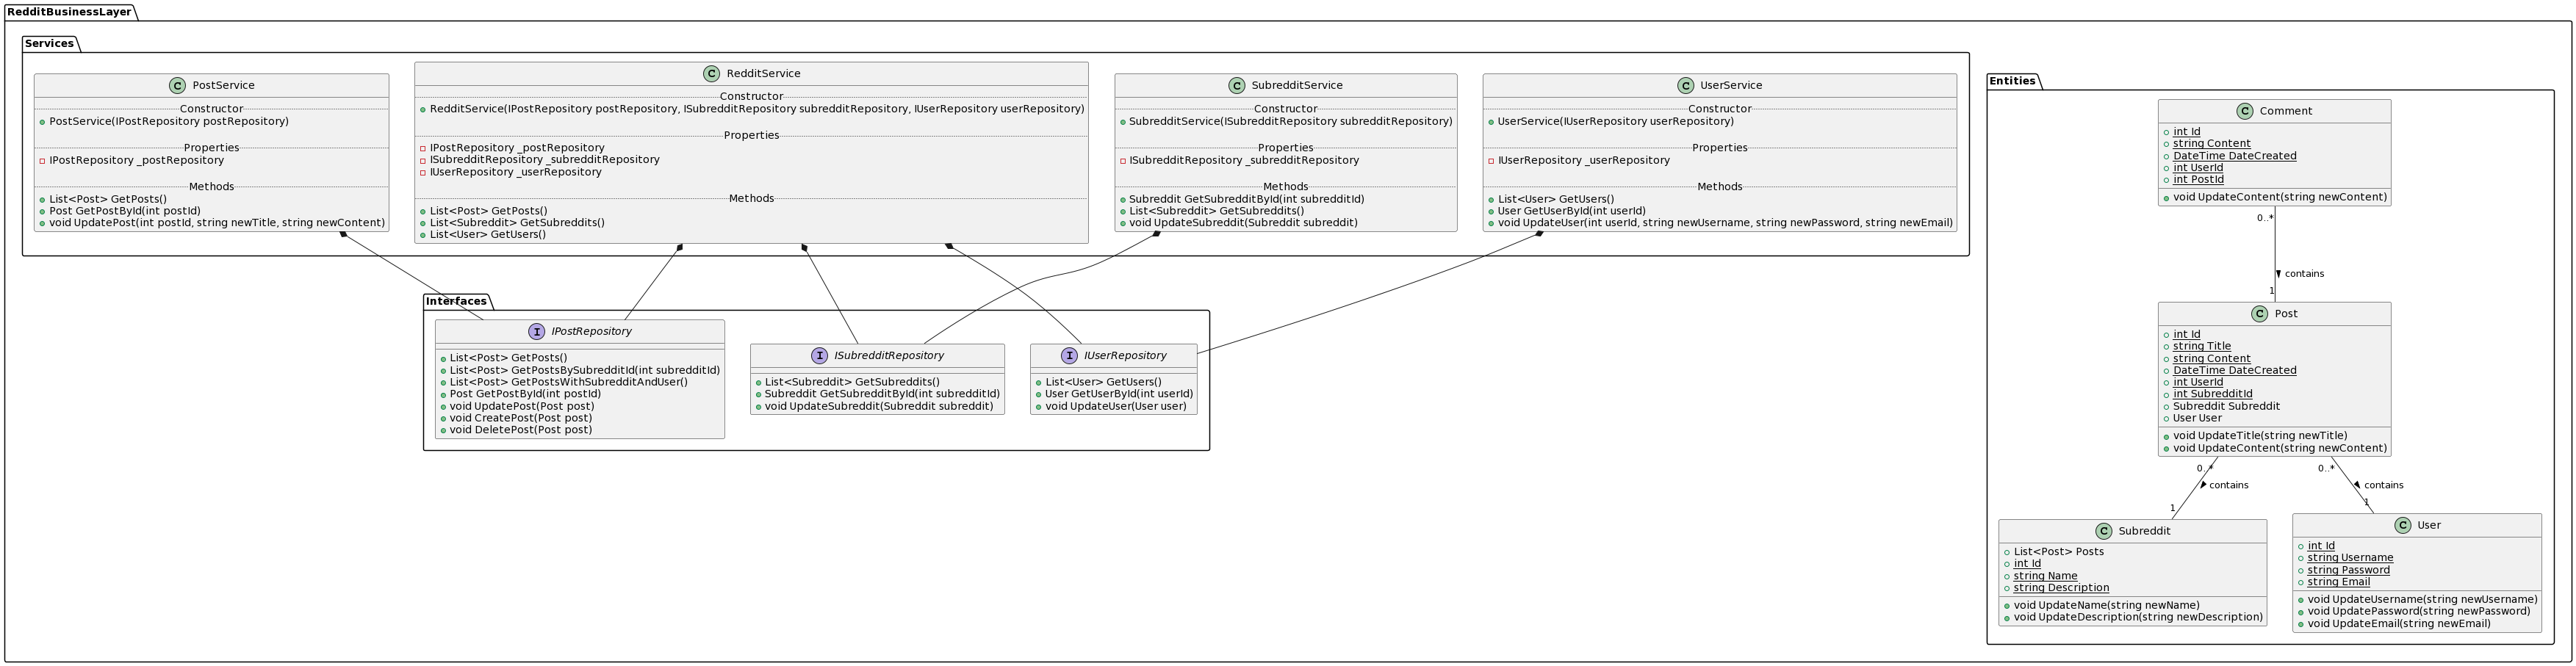 RedditBusinessLayer
Services
PostService
Constructor
PostService(IPostRepository postRepository)
Properties
IPostRepository _postRepository
Methods
List<Post> GetPosts()
Post GetPostById(int postId)
void UpdatePost(int postId, string newTitle, string newContent)
RedditService
Constructor
RedditService(IPostRepository postRepository, ISubredditRepository subredditRepository, IUserRepository userRepository)
Properties
IPostRepository _postRepository
ISubredditRepository _subredditRepository
IUserRepository _userRepository
Methods
List<Post> GetPosts()
List<Subreddit> GetSubreddits()
List<User> GetUsers()
SubredditService
Constructor
SubredditService(ISubredditRepository subredditRepository)
Properties
ISubredditRepository _subredditRepository
Methods
Subreddit GetSubredditById(int subredditId)
List<Subreddit> GetSubreddits()
void UpdateSubreddit(Subreddit subreddit)
UserService
Constructor
UserService(IUserRepository userRepository)
Properties
IUserRepository _userRepository
Methods
List<User> GetUsers()
User GetUserById(int userId)
void UpdateUser(int userId, string newUsername, string newPassword, string newEmail)
Interfaces
IPostRepository
List<Post> GetPosts()
List<Post> GetPostsBySubredditId(int subredditId)
List<Post> GetPostsWithSubredditAndUser()
Post GetPostById(int postId)
void UpdatePost(Post post)
void CreatePost(Post post)
void DeletePost(Post post)
ISubredditRepository
List<Subreddit> GetSubreddits()
Subreddit GetSubredditById(int subredditId)
void UpdateSubreddit(Subreddit subreddit)
IUserRepository
List<User> GetUsers()
User GetUserById(int userId)
void UpdateUser(User user)
Entities
Comment
int Id
string Content
DateTime DateCreated
int UserId
int PostId
void UpdateContent(string newContent)
0..*
contains
1
Post
int Id
string Title
string Content
DateTime DateCreated
int UserId
int SubredditId
Subreddit Subreddit
User User
void UpdateTitle(string newTitle)
void UpdateContent(string newContent)
0..*
contains
1
0..*
contains
1
Subreddit
List<Post> Posts
int Id
string Name
string Description
void UpdateName(string newName)
void UpdateDescription(string newDescription)
User
int Id
string Username
string Password
string Email
void UpdateUsername(string newUsername)
void UpdatePassword(string newPassword)
void UpdateEmail(string newEmail)